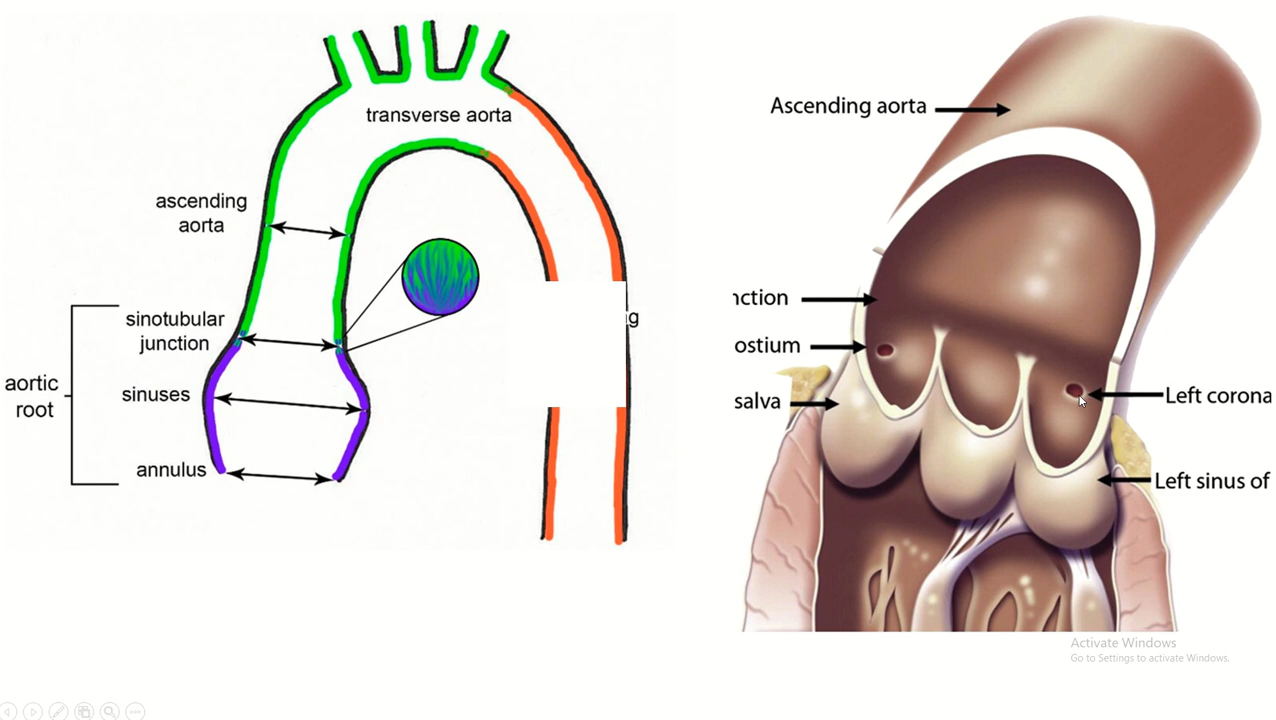 transverse aorta
ascending
aorta
sinotubular
junction
aortic
root
sinuses
annulus
g
Ascending aorta
nction
ostium
salva
Left corona
Left sinus of
Activate Windows
Go to Settings to activate Windows.